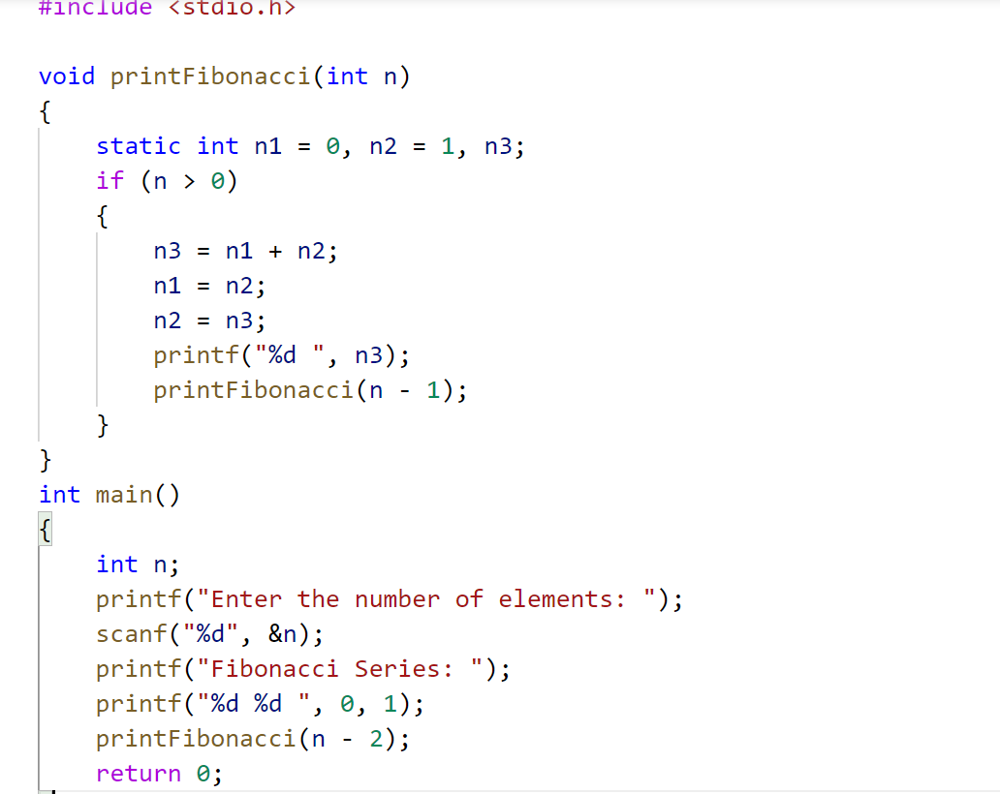 #include <stdio.h>
void printFibonacci(int n)
{
    static int n1 = 0, n2 = 1, n3;
    if (n > 0)
    {
        n3 = n1 + n2;
        n1 = n2;
        n2 = n3;
        printf("%d ", n3);
        printFibonacci(n - 1);
    }
}
int main()
{
    int n;
    printf("Enter the number of elements: ");
    scanf("%d", &n);
    printf("Fibonacci Series: ");
    printf("%d %d ", 0, 1);
    printFibonacci(n - 2);
    return 0;